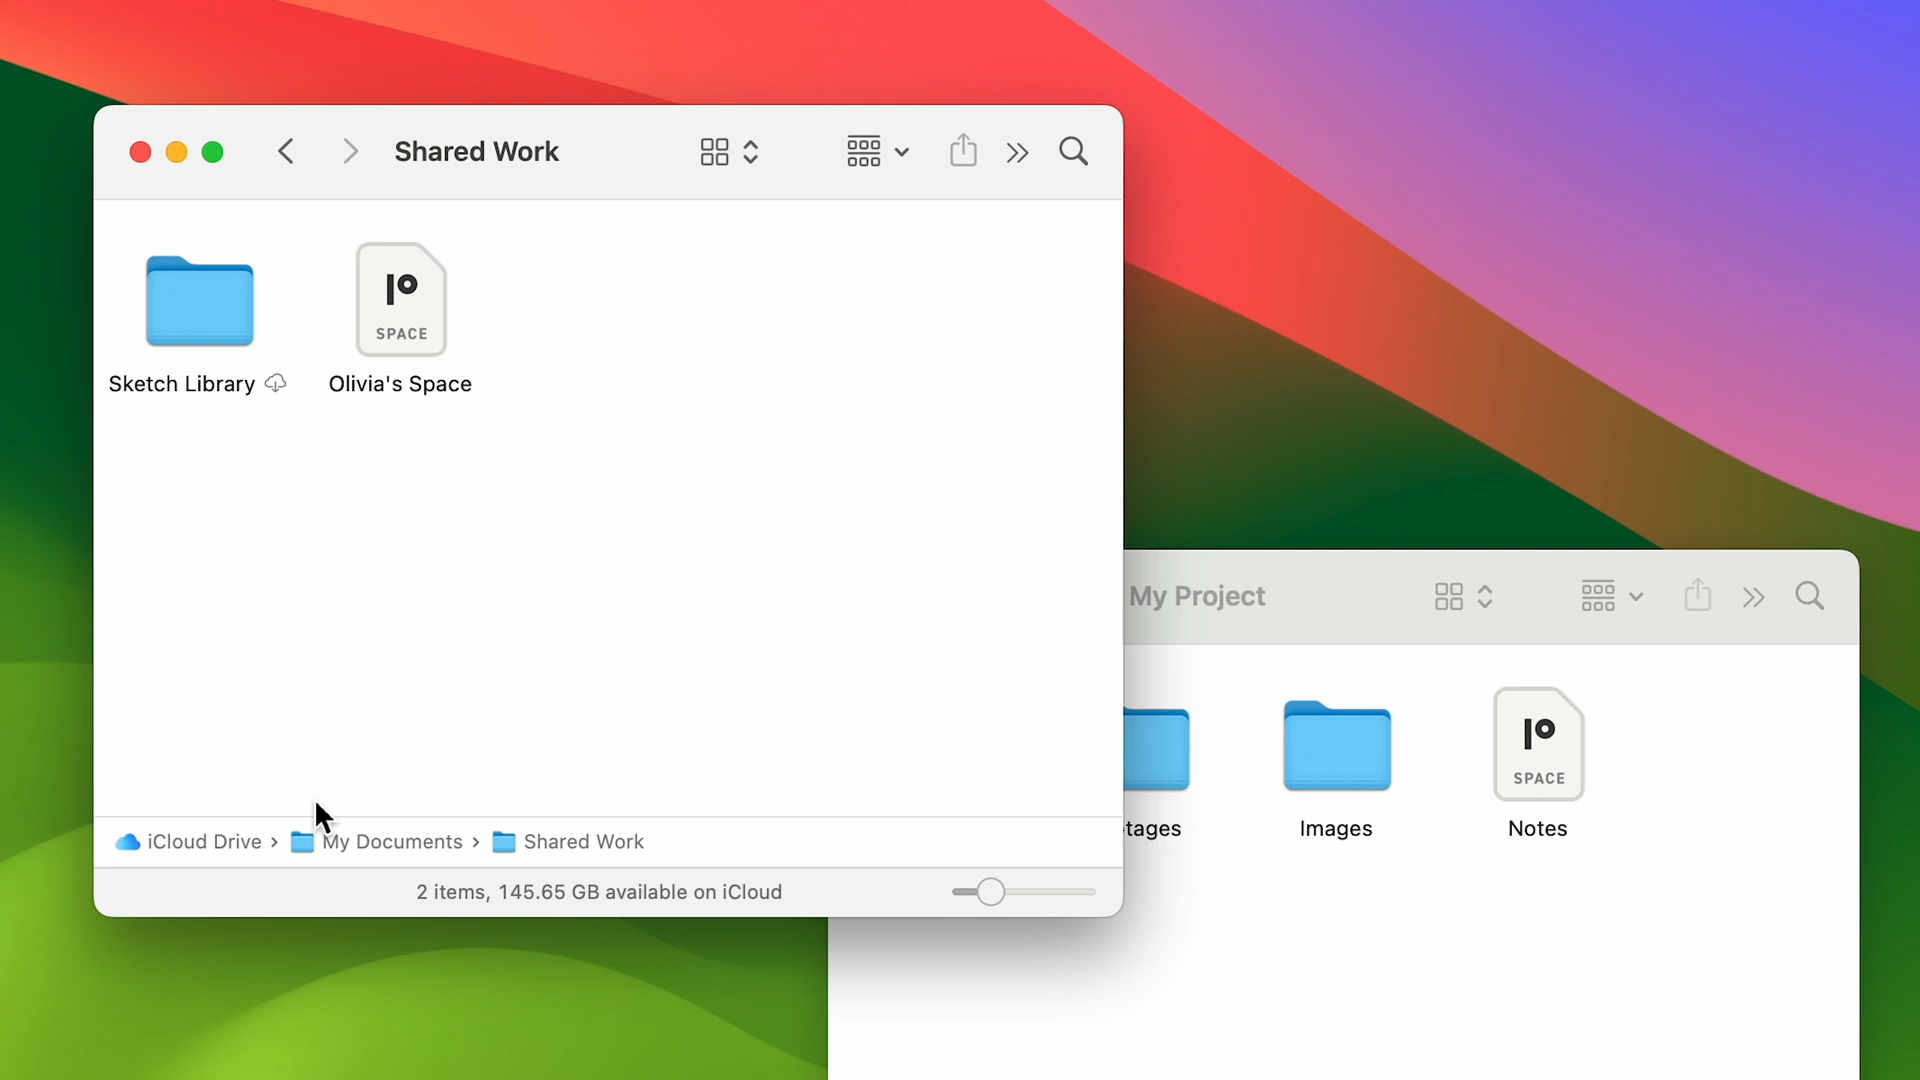 Shared Work
SPACE
Sketch Library
Olivia's Space
iCloud Drive › My Documents › Shared Work
2 items, 145.65 GB available on iCloud
My Project
SPACE
tages
Images
Notes